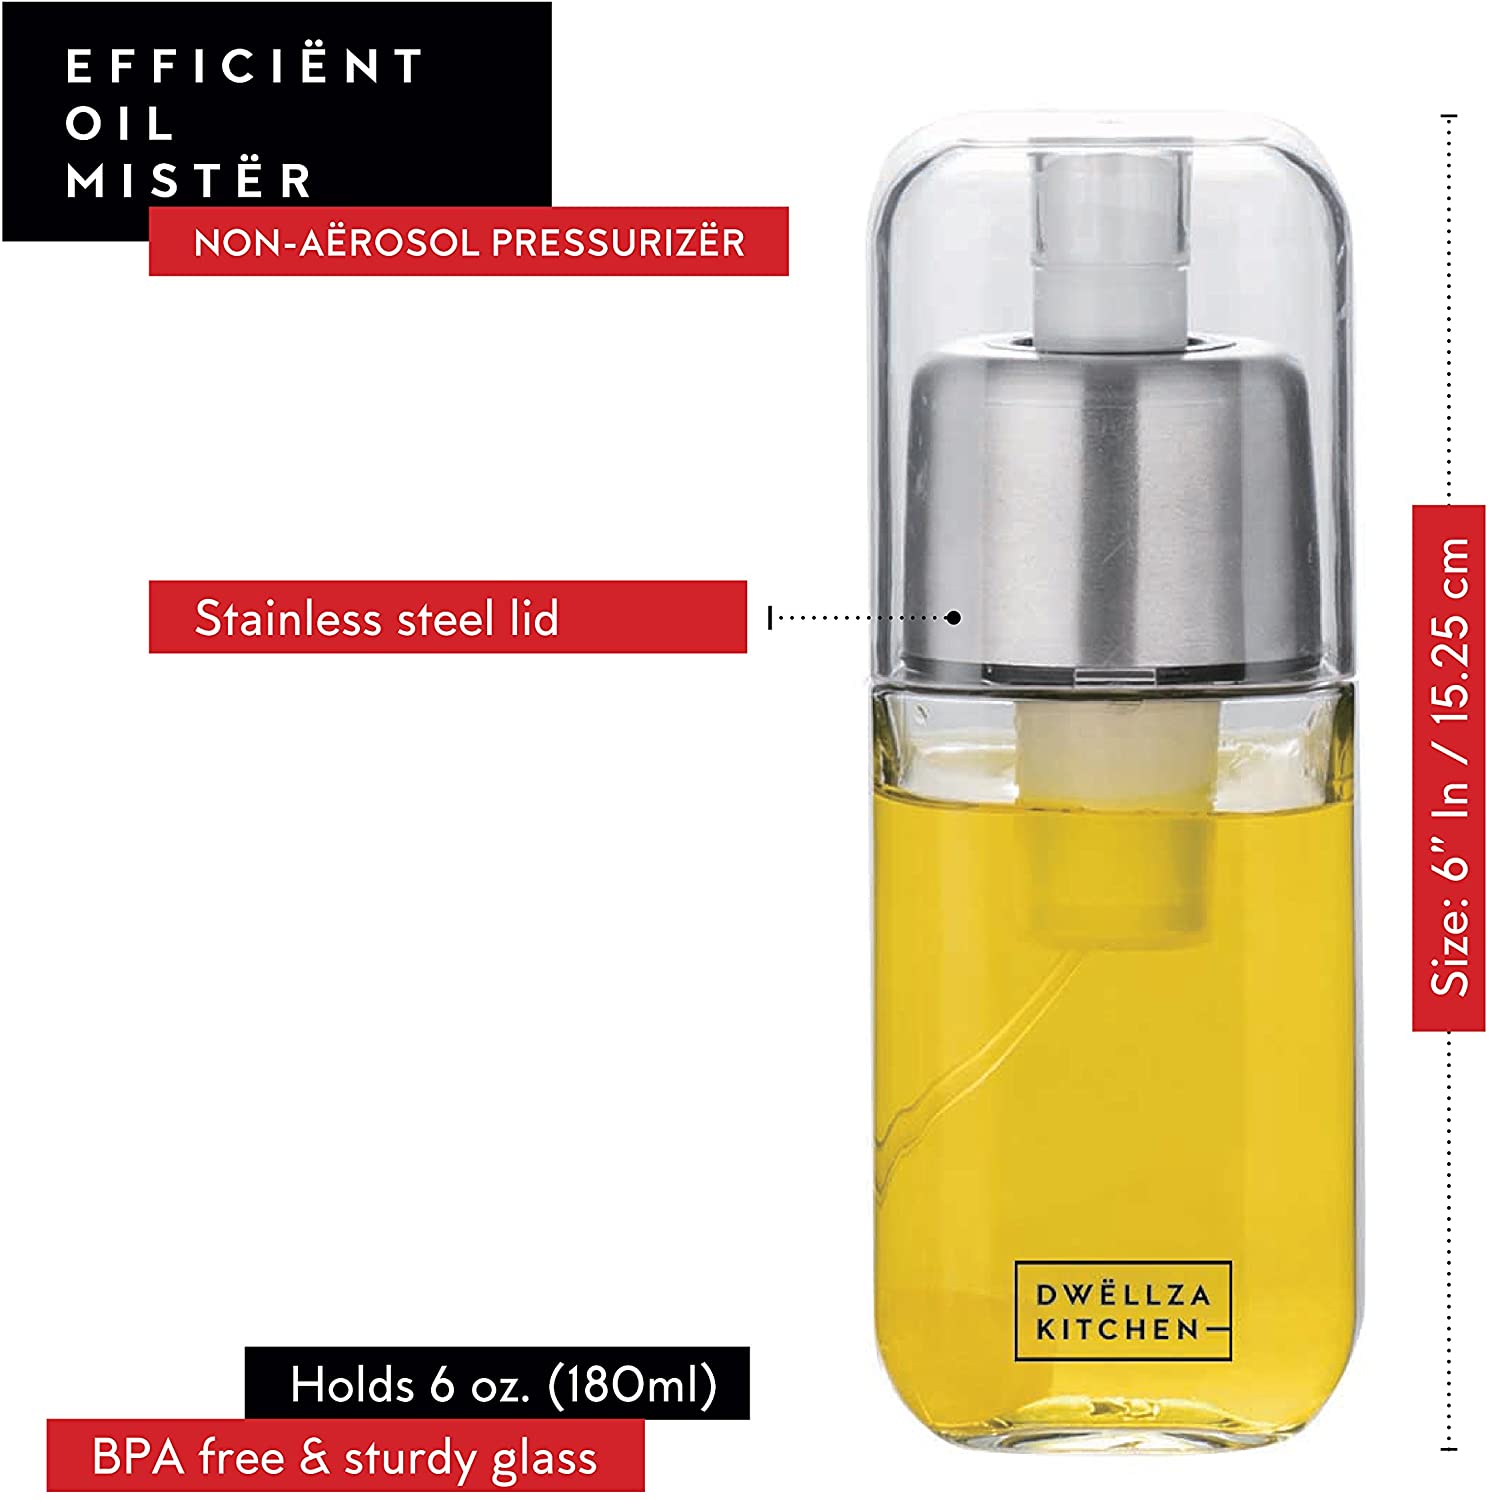 EFFICIËNT
OIL
MISTËR
NON-AËROSOL PRESSURIZËR
Stainless steel lid
Size: 6" In / 15.25 cm
DWËLLZA
KITCHEN
Holds 6 oz. (180ml)
BPA free & sturdy glass